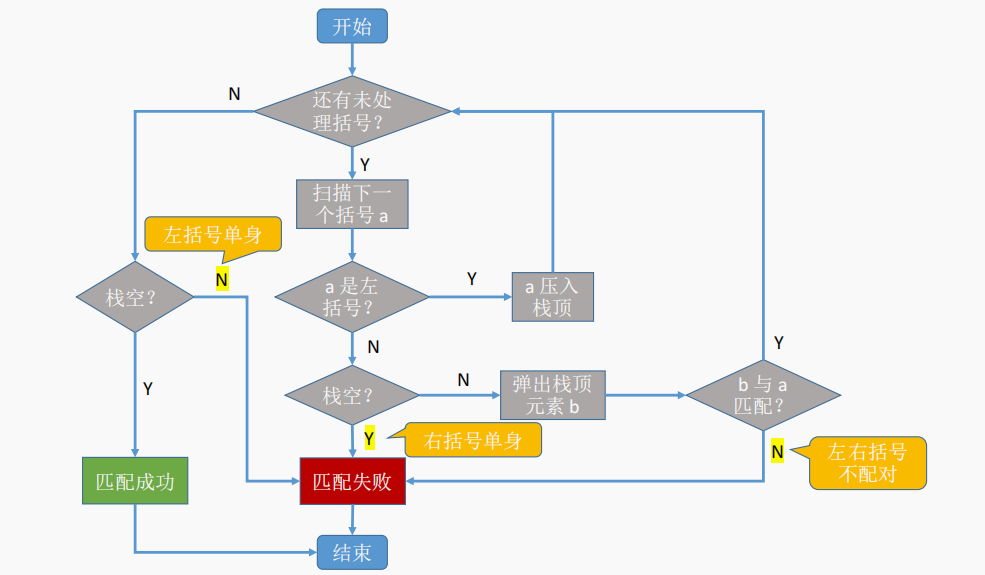 开始
N
还有未处
理括号？
Y
扫描下一
个括号 a
左括号单身
N
栈空？
a 是左
括号？
Y
a 压入
栈顶
N
Y
Y
栈空？
N
弹出栈顶
元素 b
b 与 a
匹配？
Y
右括号单身
N
左右括号
不配对
匹配成功
匹配失败
结束